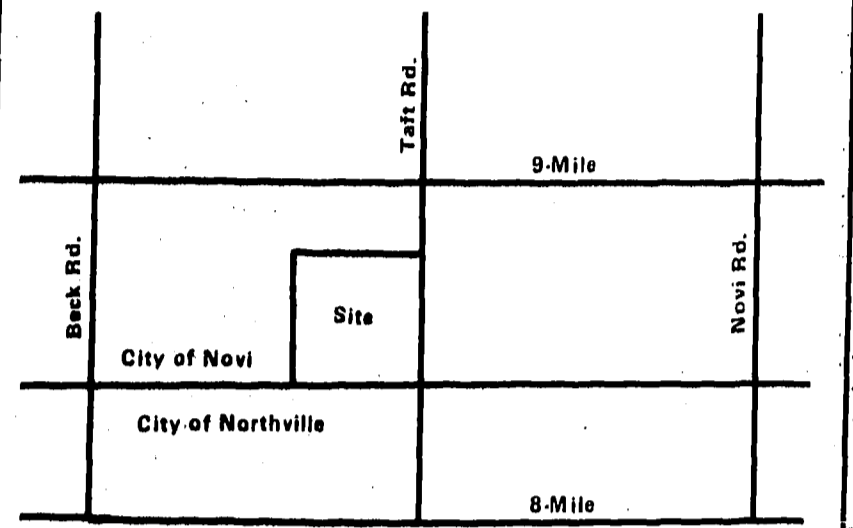 Taft Rd.
9-Mile
Beck Rd.
Novi Rd.
Site
City of Novi
City of Northville
8-Mile